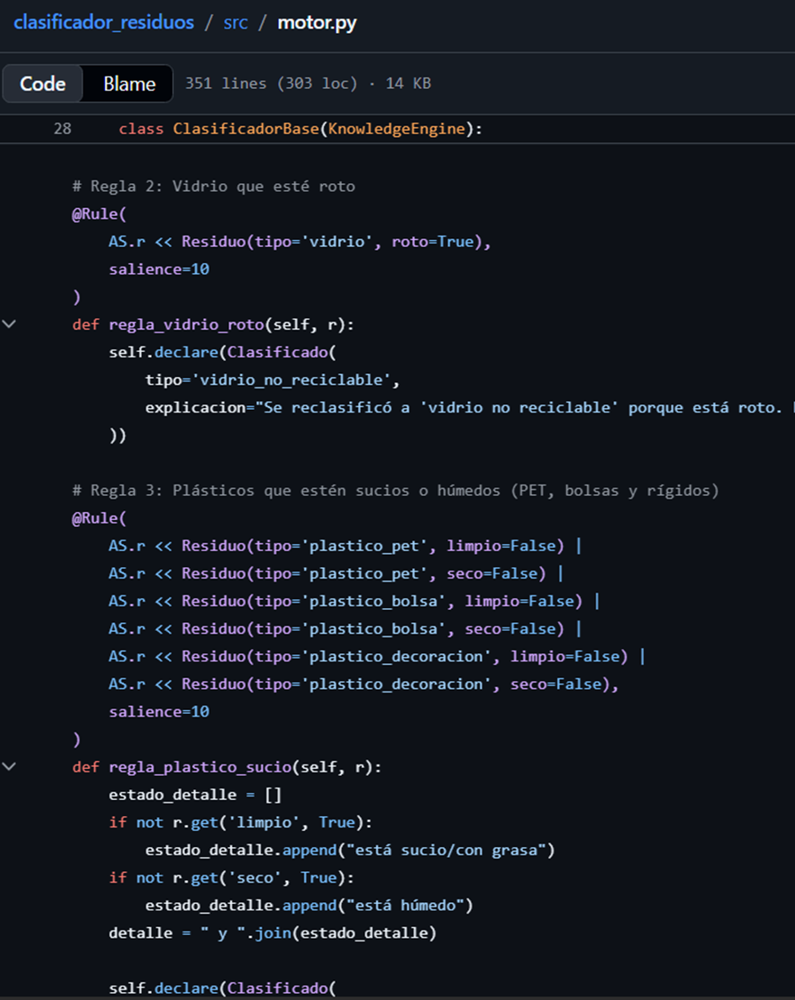 clasificador_residuos / src / motor.py
Code Blame 351 lines (303 loc) · 14 KB
28 class ClasificadorBase(KnowledgeEngine):
# Regla 2: Vidrio que esté roto
@Rule(
AS.r << Residuo(tipo='vidrio', roto=True),
salience=10
)
def regla_vidrio_roto(self, r):
self.declare(Clasificado(
tipo='vidrio_no_reciclable',
explicacion="Se reclasificó a 'vidrio no reciclable' porque está roto.
))
# Regla 3: Plásticos que estén sucios o húmedos (PET, bolsas y rígidos)
@Rule(
AS.r << Residuo(tipo='plastico_pet', limpio=False) |
AS.r << Residuo(tipo='plastico_pet', seco=False) |
AS.r << Residuo(tipo='plastico_bolsa', limpio=False) |
AS.r << Residuo(tipo='plastico_bolsa', seco=False) |
AS.r << Residuo(tipo='plastico_decoracion', limpio=False) |
AS.r << Residuo(tipo='plastico_decoracion', seco=False),
salience=10
)
def regla_plastico_sucio(self, r):
estado_detalle = []
if not r.get('limpio', True):
estado_detalle.append("está sucio/con grasa")
if not r.get('seco', True):
estado_detalle.append("está húmedo")
detalle = " y ".join(estado_detalle)
self.declare(Clasificado(